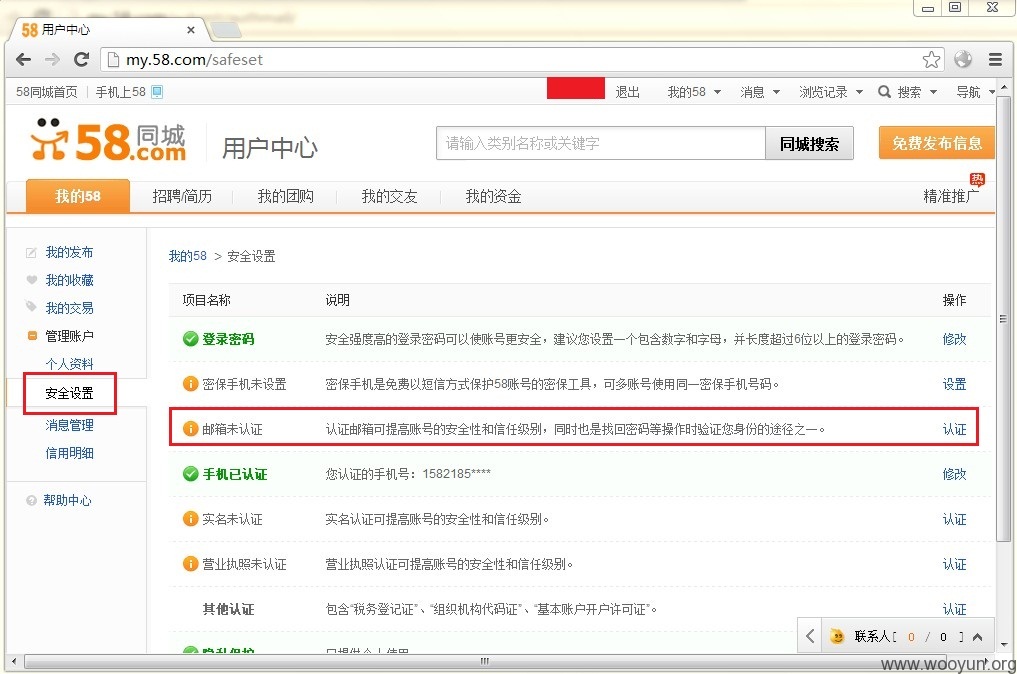 58 用户中心
my.58.com/safeset
58同城首页 手机上58 退出 我的58 消息 浏览记录 搜索 导航
58同城.com 用户中心 请输入类别名称或关键字 同城搜索 免费发布信息
热
我的58 招聘/简历 我的团购 我的交友 我的资金 精准推广
我的发布
我的收藏
我的交易
管理账户
个人资料
安全设置
消息管理
信用明细
帮助中心
我的58 > 安全设置
项目名称 说明 操作
登录密码 安全强度高的登录密码可以使账号更安全，建议您设置一个包含数字和字母，并长度超过6位以上的登录密码。 修改
密保手机未设置 密保手机是免费以短信方式保护58账号的密保工具，可多账号使用同一密保手机号码。 设置
邮箱未认证 认证邮箱可提高账号的安全性和信任级别，同时也是找回密码等操作时验证您身份的途径之一。 认证
手机已认证 您认证的手机号：1582185**** 修改
实名未认证 实名认证可提高账号的安全性和信任级别。 认证
营业执照未认证 营业执照认证可提高账号的安全性和信任级别。 认证
其他认证 包含“税务登记证”、“组织机构代码证”、“基本账户开户许可证”。 认证
隐私保护 只提供个人使用
联系人[ 0 / 0 ]
www.wooyun.org